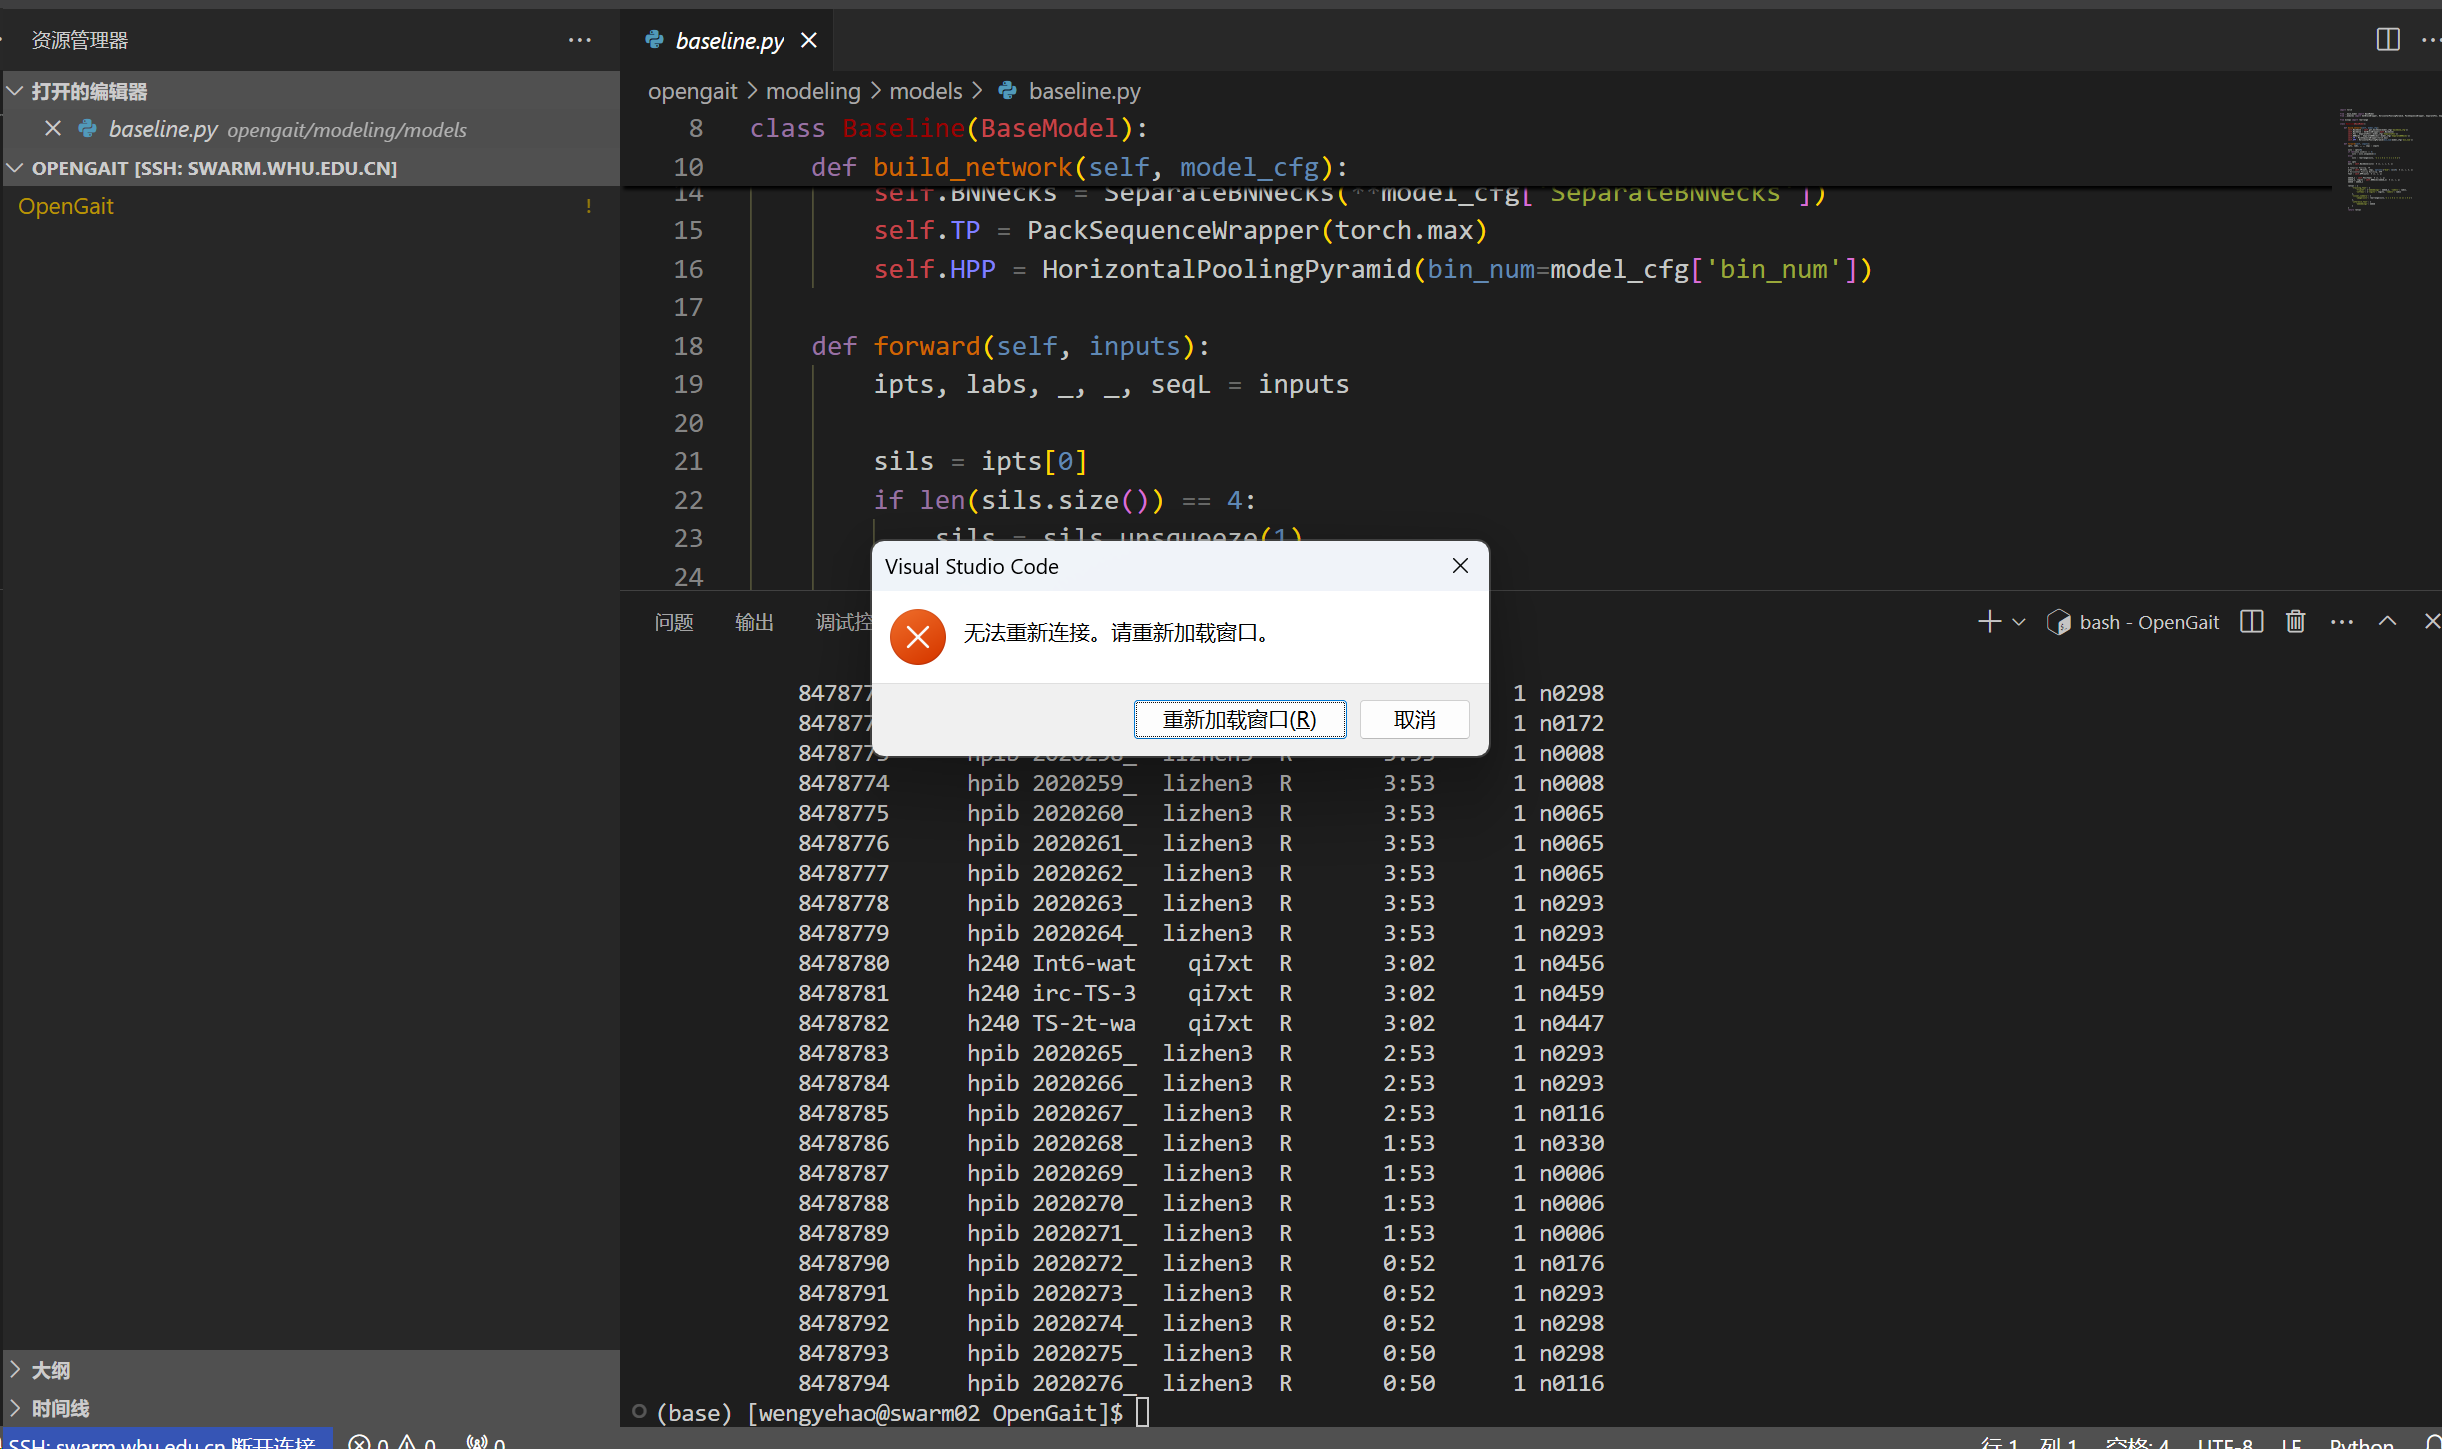 资源管理器
打开的编辑器
baseline.py opengait/modeling/models
OPENGAIT [SSH: SWARM.WHU.EDU.CN]
OpenGait !
大纲
时间线
baseline.py
opengait > modeling > models > baseline.py
8 class Baseline(BaseModel):
10 def build_network(self, model_cfg):
14 self.BNNecks = SeparateBNNecks(**model_cfg['SeparateBNNecks'])
15 self.TP = PackSequenceWrapper(torch.max)
16 self.HPP = HorizontalPoolingPyramid(bin_num=model_cfg['bin_num'])
17
18 def forward(self, inputs):
19 ipts, labs, _, _, seqL = inputs
20
21 sils = ipts[0]
22 if len(sils.size()) == 4:
23 sils = sils.unsqueeze(1)
24
Visual Studio Code
无法重新连接。请重新加载窗口。
重新加载窗口(R) 取消
问题 输出 调试控
bash - OpenGait
847877 1 n0298
847877 1 n0172
8478773 hpib 2020258_ lizhen3 R 3:53 1 n0008
8478774 hpib 2020259_ lizhen3 R 3:53 1 n0008
8478775 hpib 2020260_ lizhen3 R 3:53 1 n0065
8478776 hpib 2020261_ lizhen3 R 3:53 1 n0065
8478777 hpib 2020262_ lizhen3 R 3:53 1 n0065
8478778 hpib 2020263_ lizhen3 R 3:53 1 n0293
8478779 hpib 2020264_ lizhen3 R 3:53 1 n0293
8478780 h240 Int6-wat qi7xt R 3:02 1 n0456
8478781 h240 irc-TS-3 qi7xt R 3:02 1 n0459
8478782 h240 TS-2t-wa qi7xt R 3:02 1 n0447
8478783 hpib 2020265_ lizhen3 R 2:53 1 n0293
8478784 hpib 2020266_ lizhen3 R 2:53 1 n0293
8478785 hpib 2020267_ lizhen3 R 2:53 1 n0116
8478786 hpib 2020268_ lizhen3 R 1:53 1 n0330
8478787 hpib 2020269_ lizhen3 R 1:53 1 n0006
8478788 hpib 2020270_ lizhen3 R 1:53 1 n0006
8478789 hpib 2020271_ lizhen3 R 1:53 1 n0006
8478790 hpib 2020272_ lizhen3 R 0:52 1 n0176
8478791 hpib 2020273_ lizhen3 R 0:52 1 n0293
8478792 hpib 2020274_ lizhen3 R 0:52 1 n0298
8478793 hpib 2020275_ lizhen3 R 0:50 1 n0298
8478794 hpib 2020276_ lizhen3 R 0:50 1 n0116
(base) [wengyehao@swarm02 OpenGait]$
SSH: swarm.whu.edu.cn 断开连接 0 0 0 行 1，列 1 空格: 4 UTF-8 LF Python